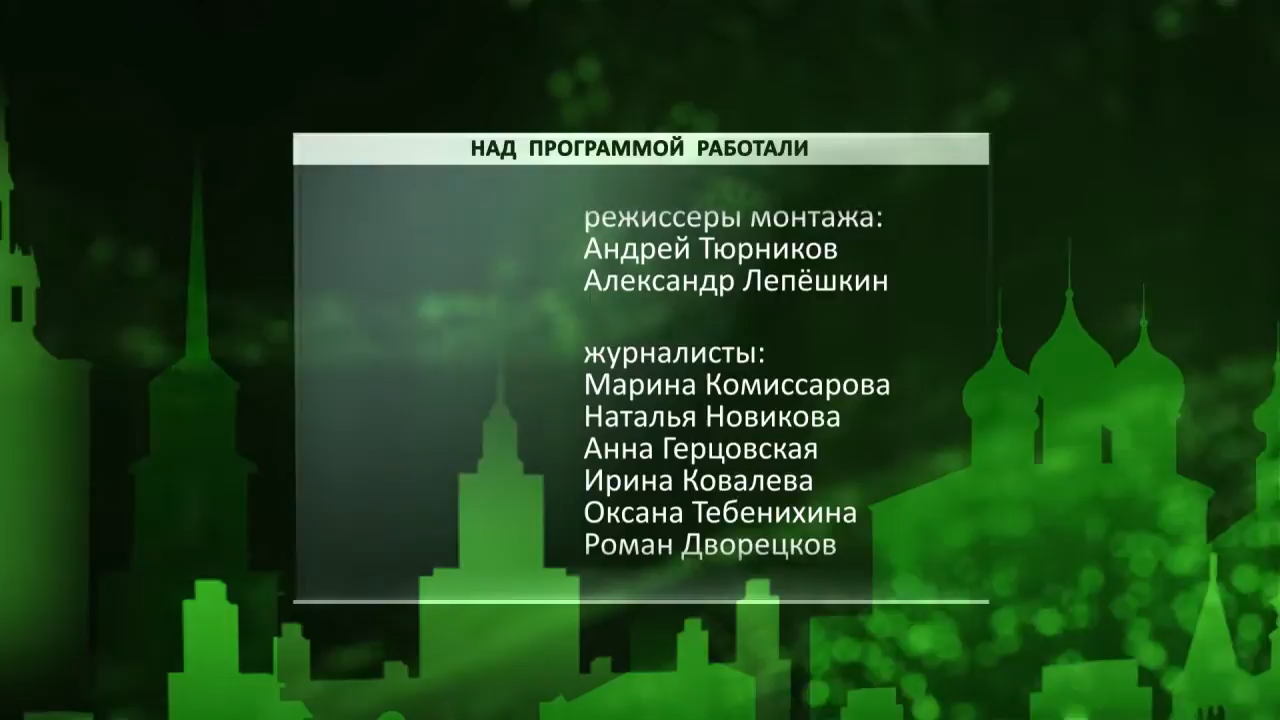 НАД ПРОГРАММОЙ РАБОТАЛИ
режиссеры монтажа:
Андрей Тюрников
Александр Лепёшкин
журналисты:
Марина Комиссарова
Наталья Новикова
Анна Герцовская
Ирина Ковалева
Оксана Тебенихина
Роман Дворецков